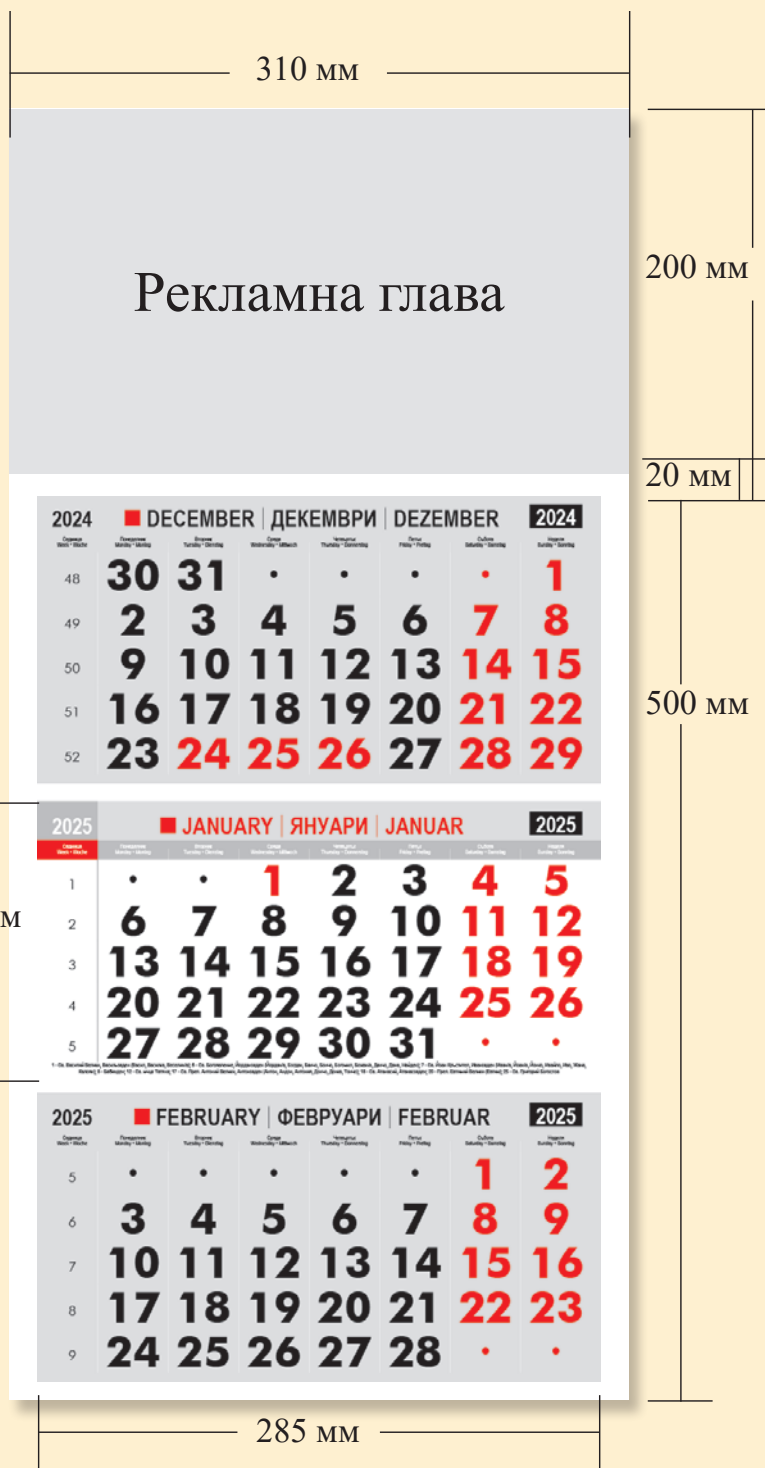 310 мм
Рекламна глава
200 мм
20 мм
500 мм
2024 DECEMBER | ДЕКЕМВРИ | DEZEMBER 2024
48 30 31 • • • • 1
49 2 3 4 5 6 7 8
50 9 10 11 12 13 14 15
51 16 17 18 19 20 21 22
52 23 24 25 26 27 28 29
2025 JANUARY | ЯНУАРИ | JANUAR 2025
1 • • 1 2 3 4 5
м
2 6 7 8 9 10 11 12
3 13 14 15 16 17 18 19
4 20 21 22 23 24 25 26
5 27 28 29 30 31 • •
2025 FEBRUARY | ФЕВРУАРИ | FEBRUAR 2025
5 • • • • • 1 2
6 3 4 5 6 7 8 9
7 10 11 12 13 14 15 16
8 17 18 19 20 21 22 23
9 24 25 26 27 28 • •
285 мм